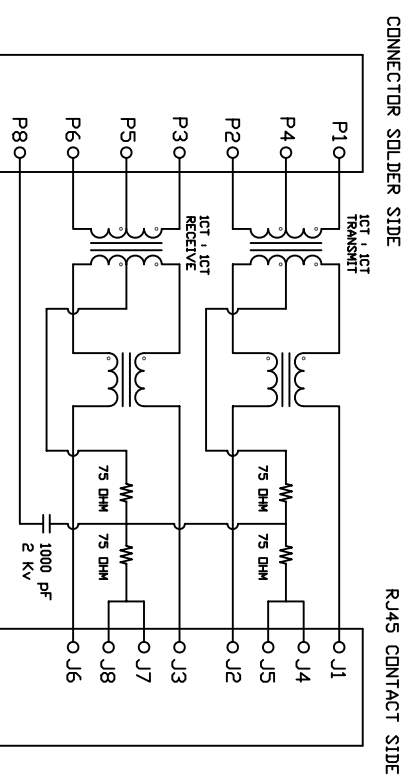 CONNECTOR SOLDER SIDE
RJ45 CONTACT SIDE
P1
P4
P2
P3
P5
P6
P8
1CT : 1CT
TRANSMIT
1CT : 1CT
RECEIVE
75 OHM
75 OHM
75 OHM
75 OHM
1000 pF
2 Kv
J1
J4
J5
J2
J3
J7
J8
J6